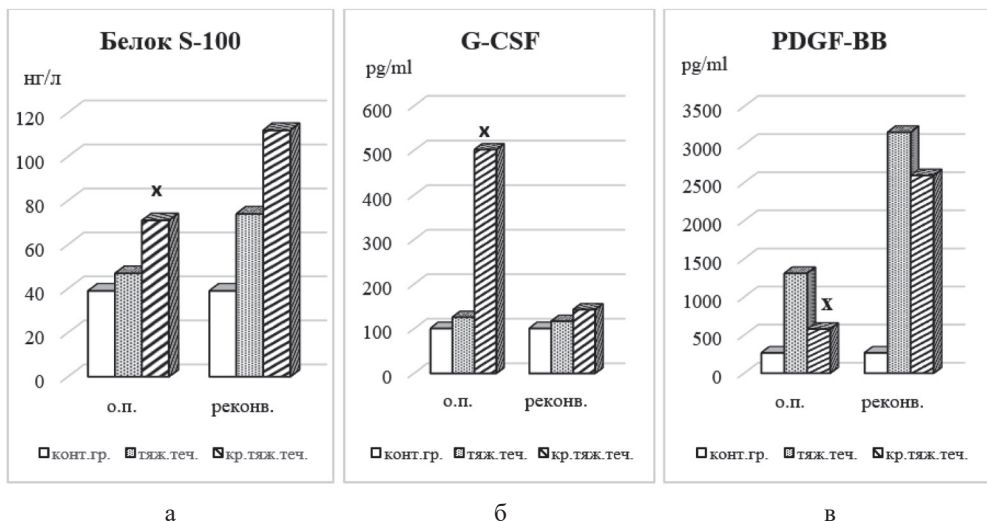 Белок S-100
нг/л
120
100
80
60
40
20
0
x
о.п. реконв.
конт.гр. тяж.теч. кр.тяж.теч.
а
G-CSF
pg/ml
600
500
400
300
200
100
0
x
о.п. реконв.
конт.гр. тяж.теч. кр.тяж.теч.
б
PDGF-BB
pg/ml
3500
3000
2500
2000
1500
1000
500
0
x
о.п. реконв.
конт.гр. тяж.теч. кр.тяж.теч.
в